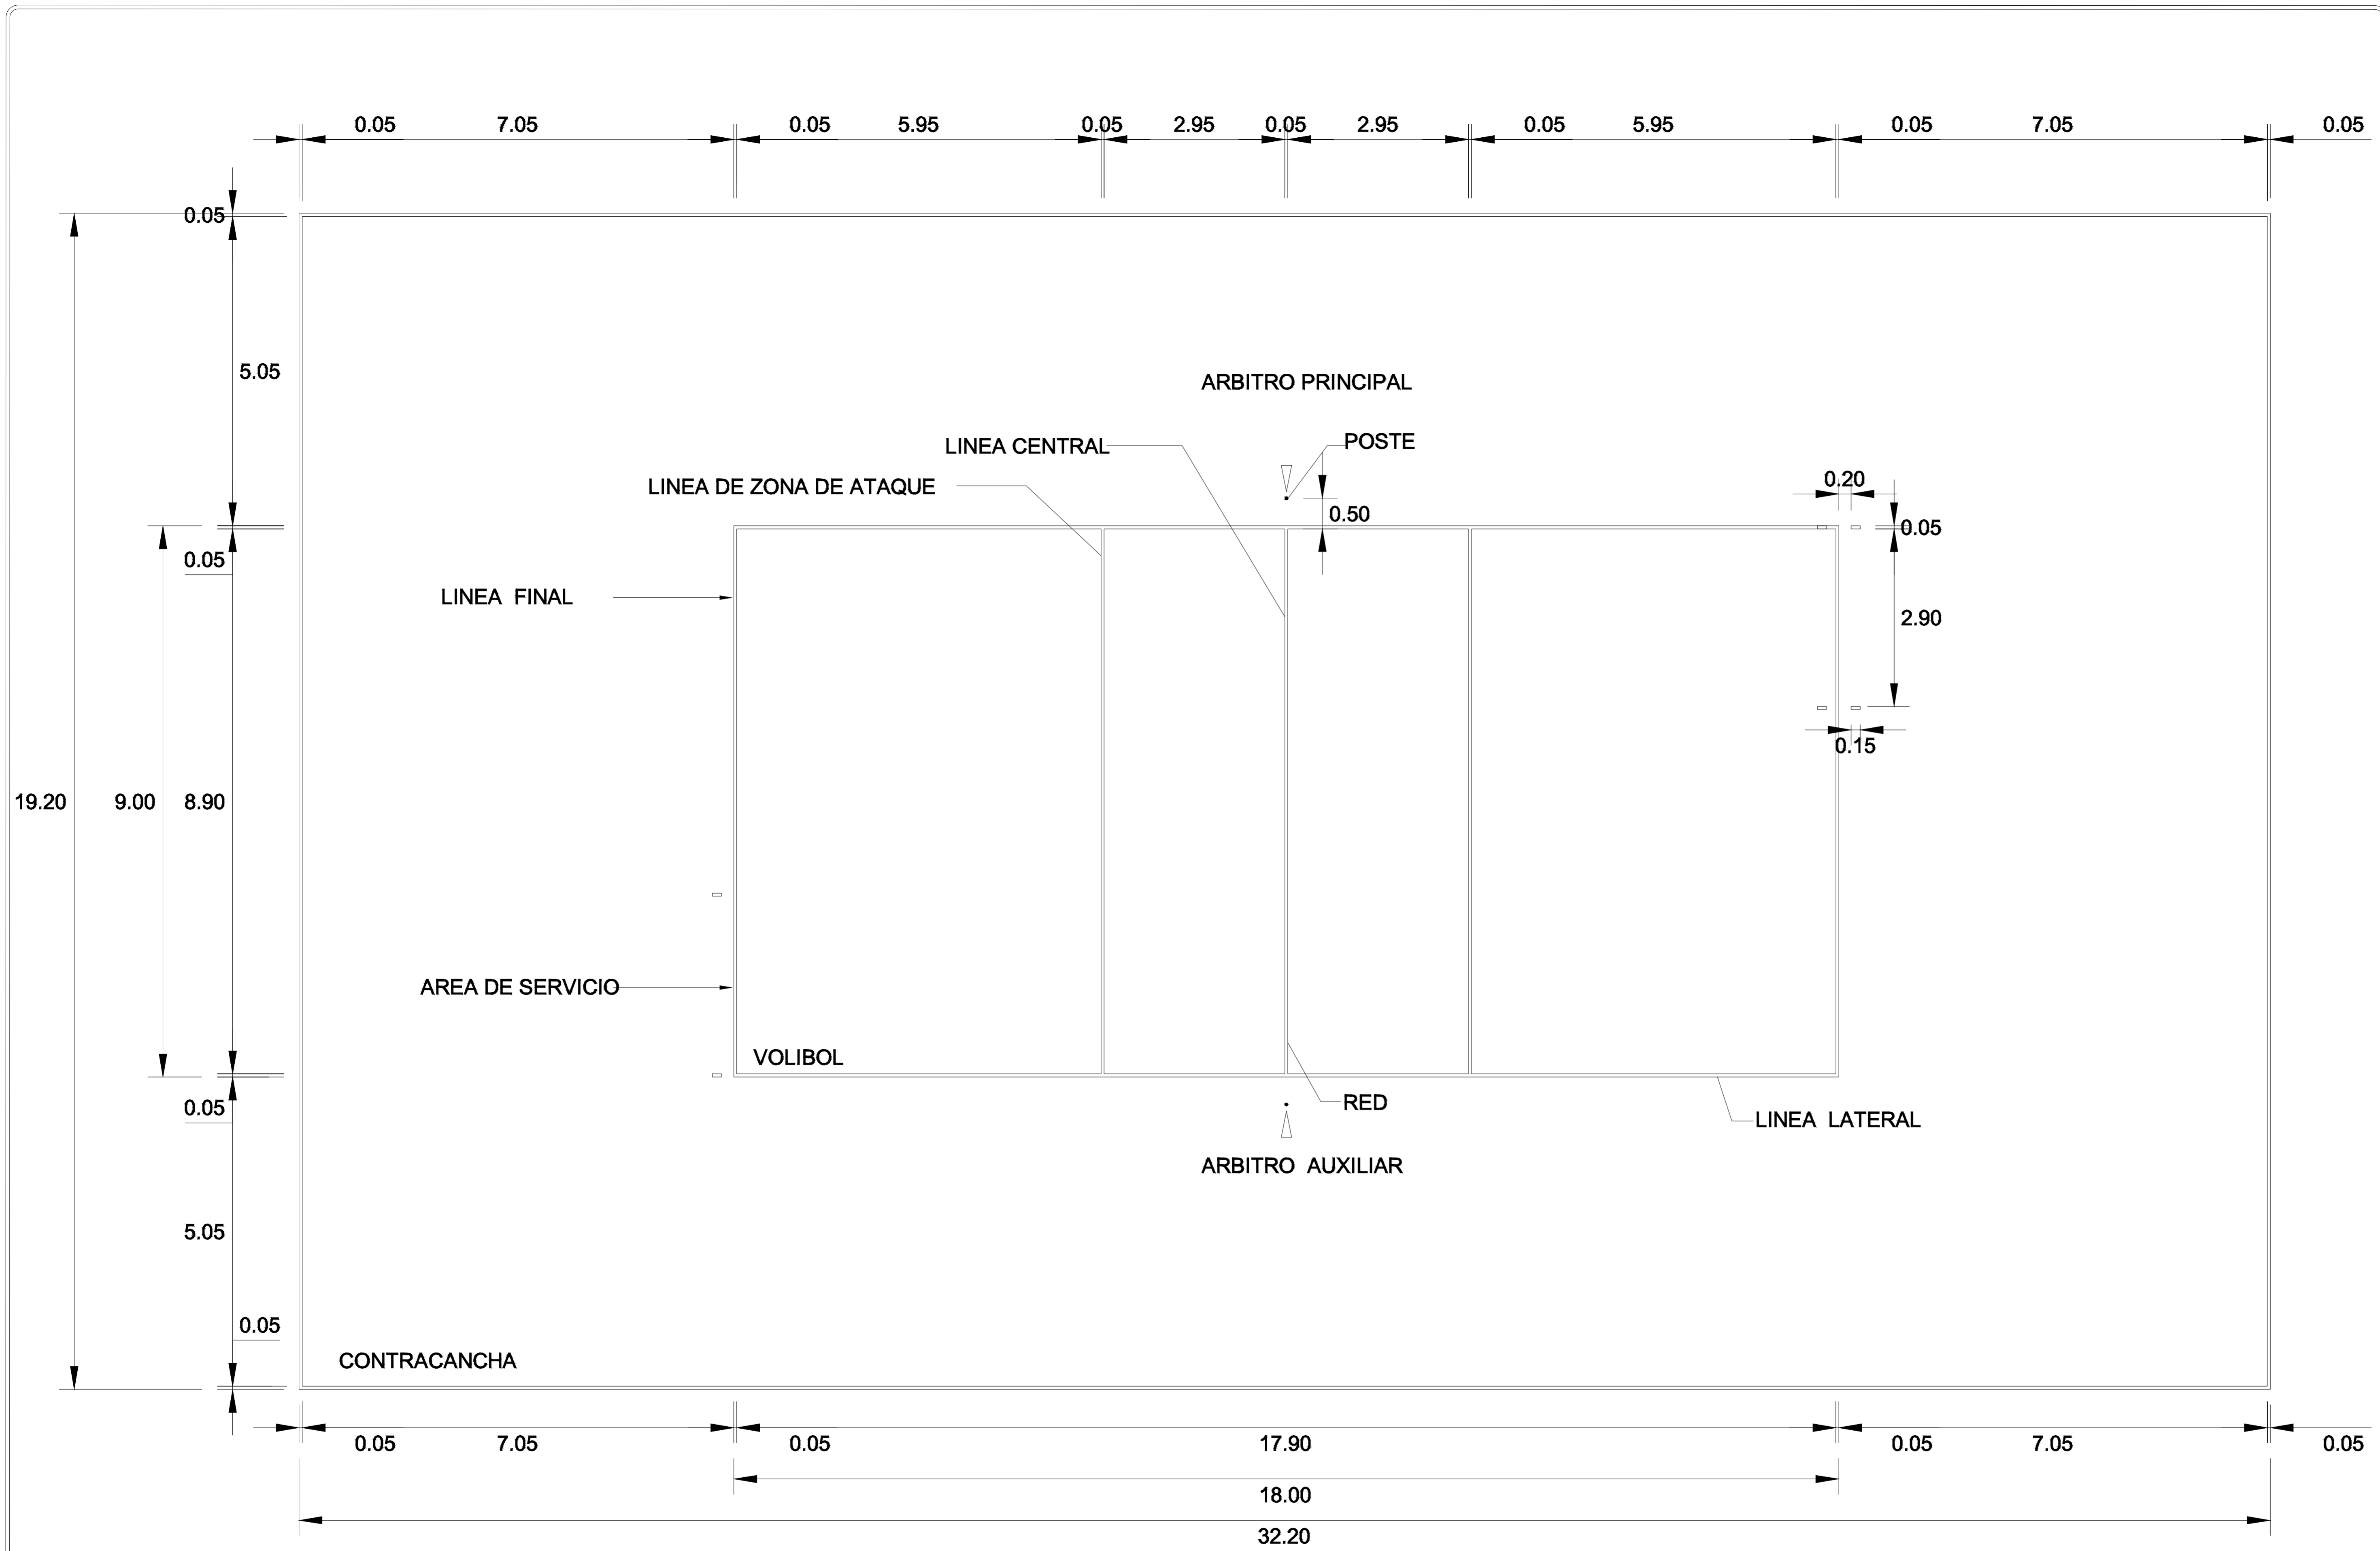 0.05 7.05 0.05 5.95 0.05 2.95 0.05 2.95 0.05 5.95 0.05 7.05 0.05
0.05
5.05
ARBITRO PRINCIPAL
POSTE
LINEA CENTRAL
0.20
LINEA DE ZONA DE ATAQUE
0.50
0.05
0.05
LINEA FINAL
2.90
0.15
19.20 9.00 8.90
AREA DE SERVICIO
VOLIBOL
RED
0.05
LINEA LATERAL
ARBITRO AUXILIAR
5.05
0.05
CONTRACANCHA
0.05 7.05 0.05 17.90 0.05 7.05 0.05
18.00
32.20